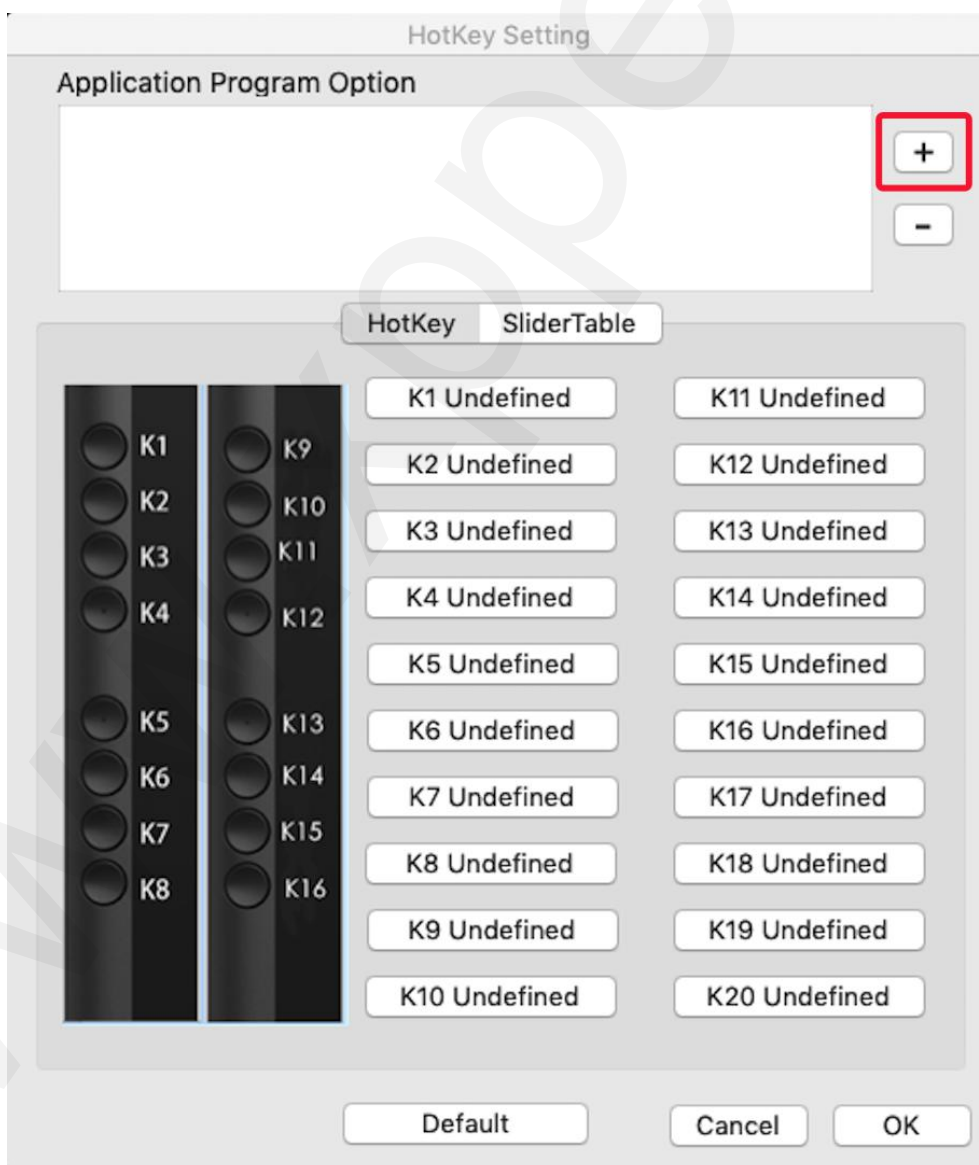 HotKey Setting
Application Program Option
+
-
HotKey SliderTable
K1 K9
K2 K10
K3 K11
K4 K12
K5 K13
K6 K14
K7 K15
K8 K16
K1 Undefined K11 Undefined
K2 Undefined K12 Undefined
K3 Undefined K13 Undefined
K4 Undefined K14 Undefined
K5 Undefined K15 Undefined
K6 Undefined K16 Undefined
K7 Undefined K17 Undefined
K8 Undefined K18 Undefined
K9 Undefined K19 Undefined
K10 Undefined K20 Undefined
Default Cancel OK